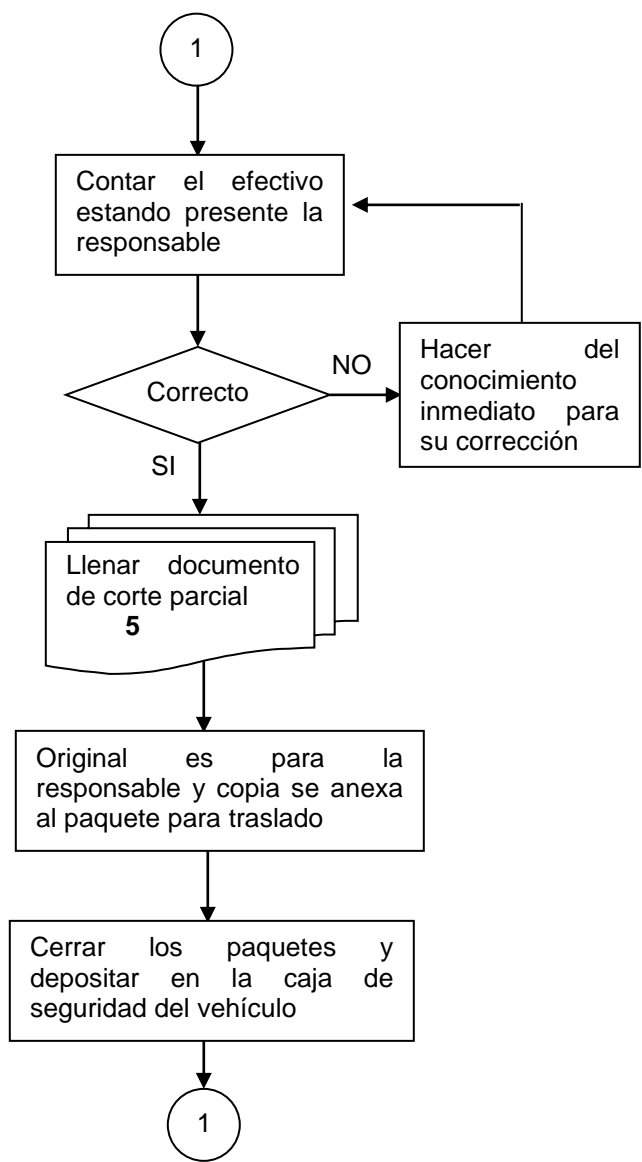 1
Contar el efectivo
estando presente la
responsable
Correcto
NO
Hacer del
conocimiento
inmediato para
su corrección
SI
Llenar documento
de corte parcial
5
Original es para la
responsable y copia se anexa
al paquete para traslado
Cerrar los paquetes y
depositar en la caja de
seguridad del vehículo
1